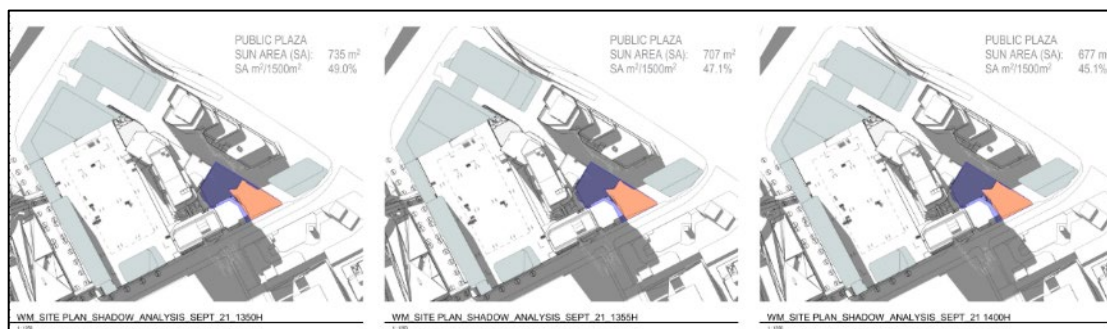 PUBLIC PLAZA
SUN AREA (SA): 735 m²
SA m²/1500m² 49.0%
WM_SITE PLAN_SHADOW_ANALYSIS_SEPT_21_1350H
PUBLIC PLAZA
SUN AREA (SA): 707 m²
SA m²/1500m² 47.1%
WM_SITE PLAN_SHADOW_ANALYSIS_SEPT_21_1355H
PUBLIC PLAZA
SUN AREA (SA): 677 m²
SA m²/1500m² 45.1%
WM_SITE PLAN_SHADOW_ANALYSIS_SEPT_21 1400H